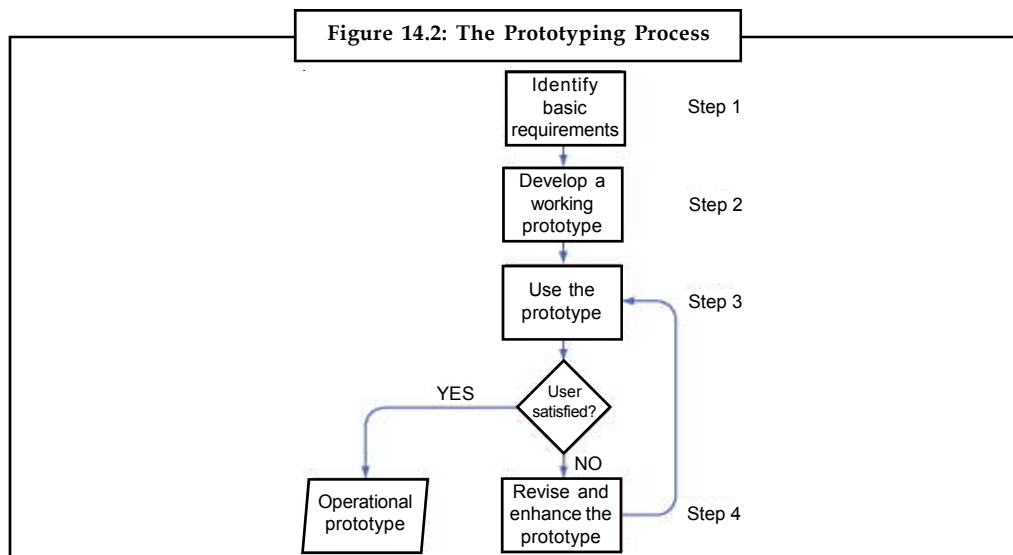 Figure 14.2: The Prototyping Process
Identify
basic
requirements
Step 1
Develop a
working
prototype
Step 2
Use the
prototype
Step 3
User
satisfied?
YES
NO
Operational
prototype
Revise and
enhance the
prototype
Step 4